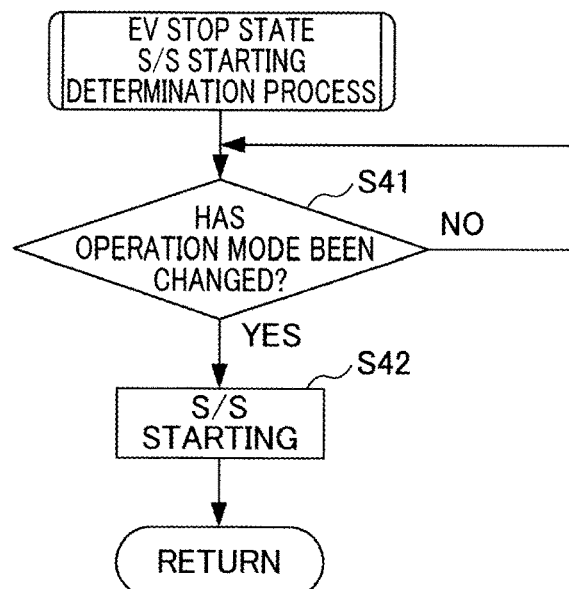 EV STOP STATE
S/S STARTING
DETERMINATION PROCESS
S41
HAS
OPERATION MODE BEEN
CHANGED?
NO
YES
S42
S/S
STARTING
RETURN